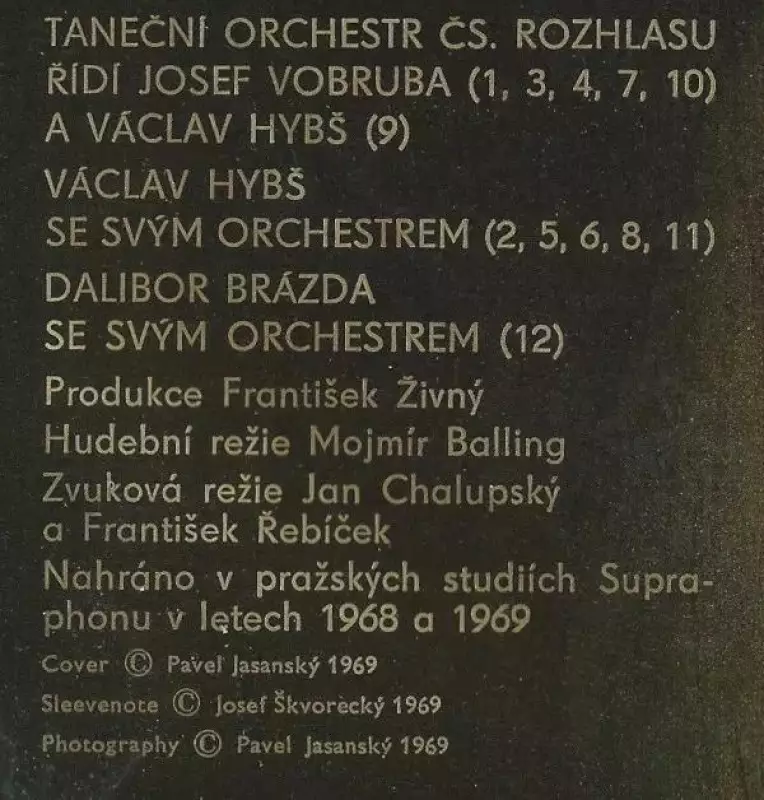 TANEČNÍ ORCHESTR ČS. ROZHLASU
ŘÍDÍ JOSEF VOBRUBA (1, 3, 4, 7, 10)
A VÁCLAV HYBŠ (9)
VÁCLAV HYBŠ
SE SVÝM ORCHESTREM (2, 5, 6, 8, 11)
DALIBOR BRÁZDA
SE SVÝM ORCHESTREM (12)
Produkce František Živný
Hudební režie Mojmír Balling
Zvuková režie Jan Chalupský
a František Řebíček
Nahráno v pražských studiích Supra-
phonu v letech 1968 a 1969
Cover © Pavel Jasanský 1969
Sleevenote © Josef Škvorecký 1969
Photography © Pavel Jasanský 1969